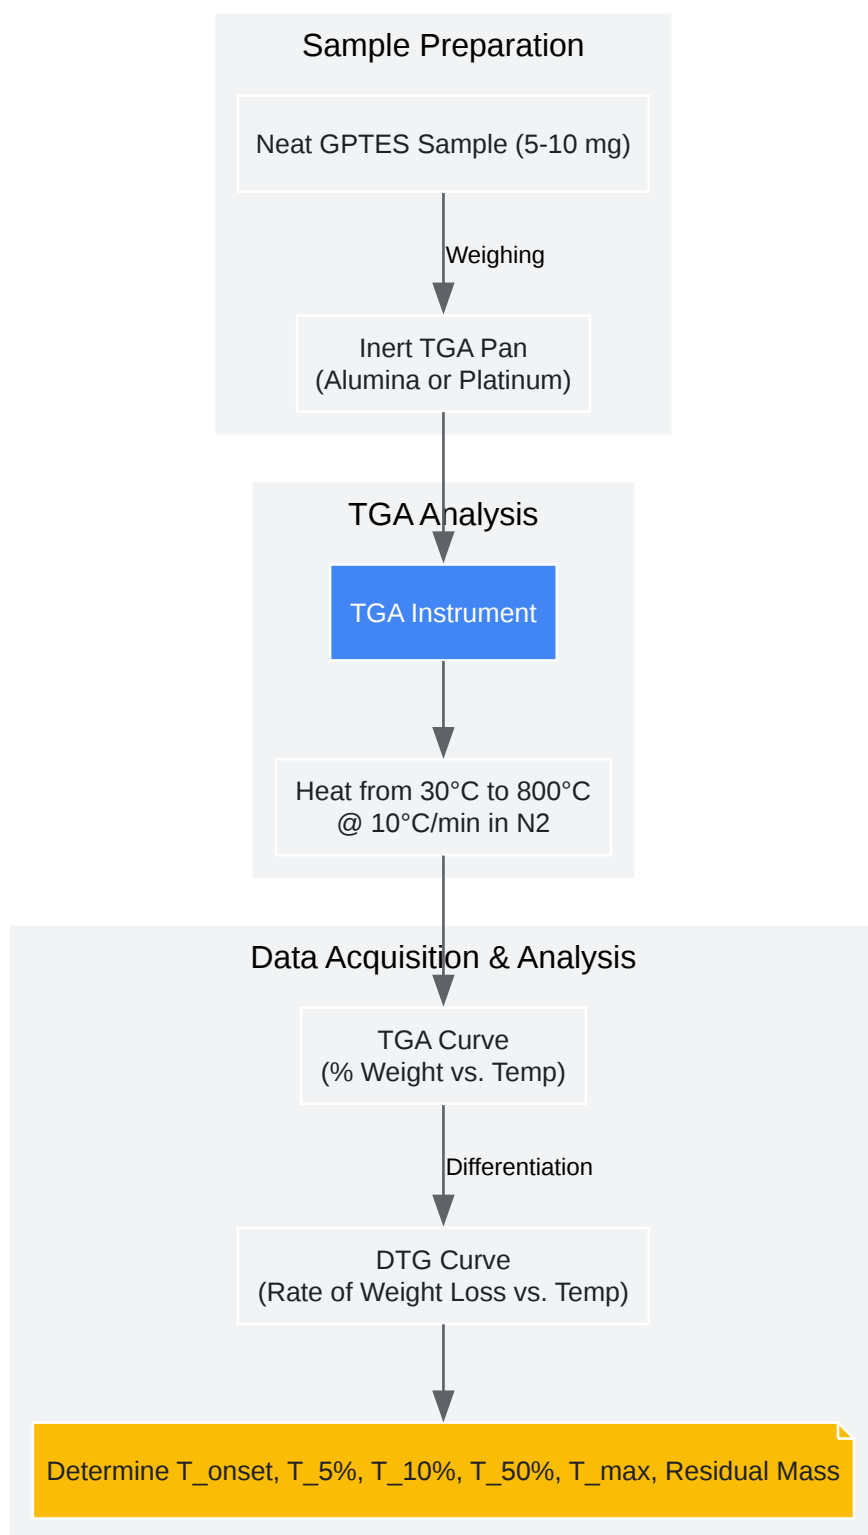 Sample Preparation
Neat GPTES Sample (5-10 mg)
Weighing
Inert TGA Pan
(Alumina or Platinum)
TGA Analysis
TGA Instrument
Heat from 30°C to 800°C
@ 10°C/min in N2
Data Acquisition & Analysis
TGA Curve
(% Weight vs. Temp)
Differentiation
DTG Curve
(Rate of Weight Loss vs. Temp)
Determine T_onset, T_5%, T_10%, T_50%, T_max, Residual Mass